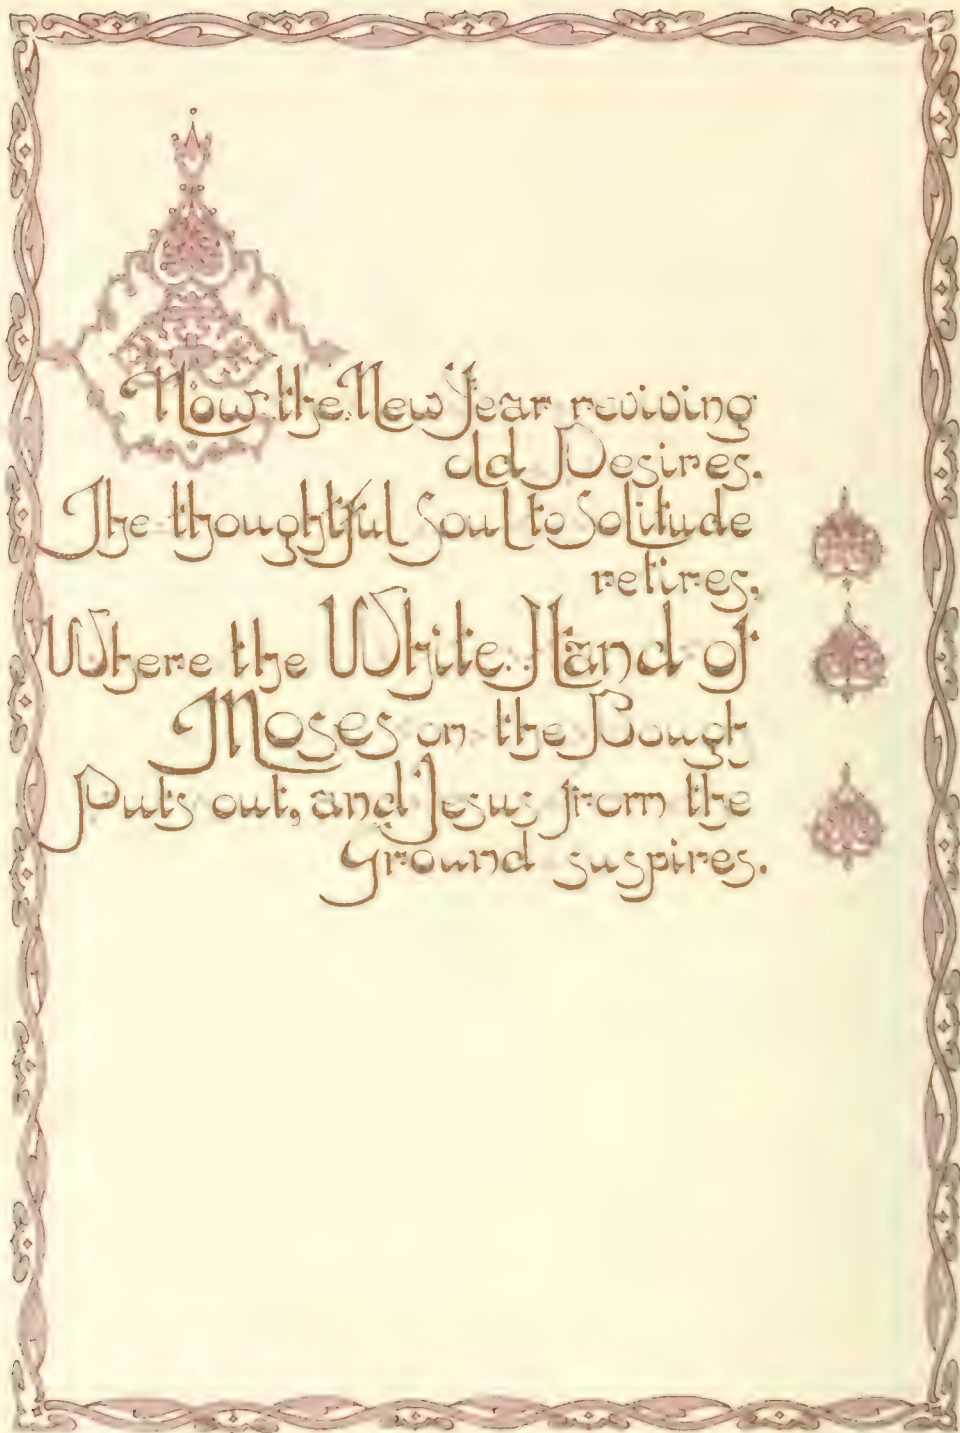 Now the New Year reviving
old Desires.
The thoughtful Soul to Solitude
retires,
Where the White Hand of
Moses on the Bough
Puts out, and Jesus from the
ground suspires.